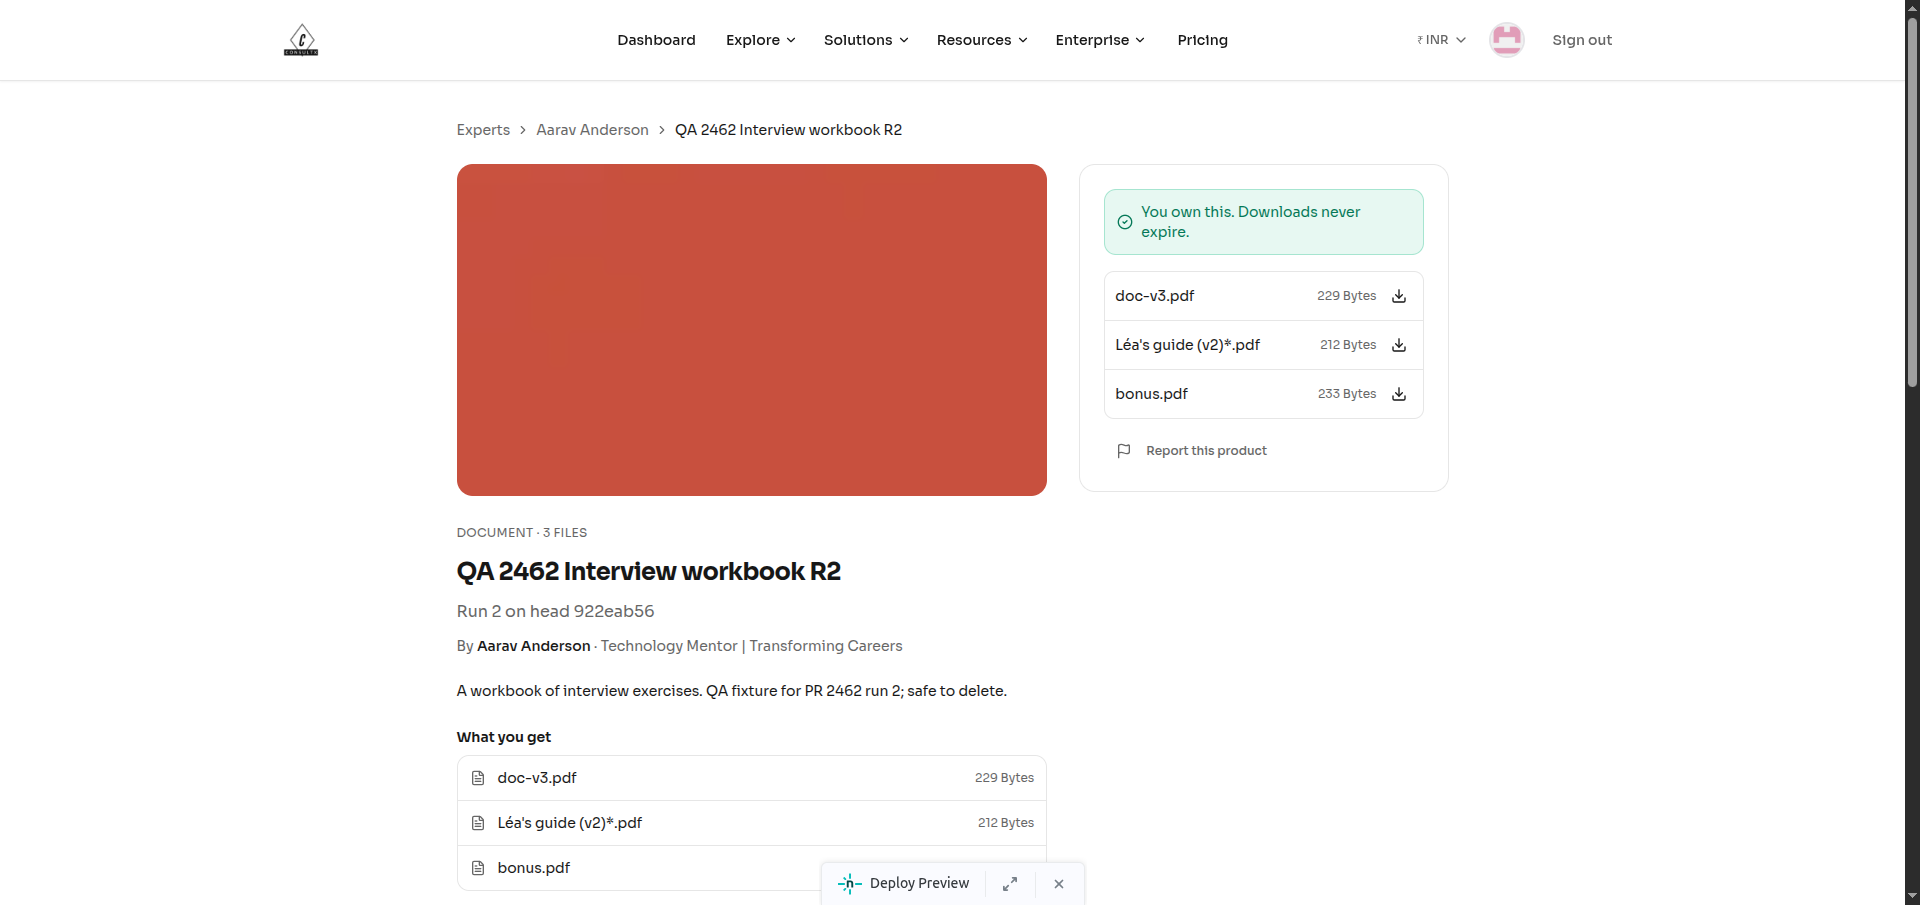 C
CONSULTX
Dashboard
Explore
Solutions
Resources
Enterprise
Pricing
₹ INR
Sign out
Experts > Aarav Anderson > QA 2462 Interview workbook R2
You own this. Downloads never
expire.
doc-v3.pdf 229 Bytes
Léa's guide (v2)*.pdf 212 Bytes
bonus.pdf 233 Bytes
Report this product
DOCUMENT · 3 FILES
QA 2462 Interview workbook R2
Run 2 on head 922eab56
By Aarav Anderson · Technology Mentor | Transforming Careers
A workbook of interview exercises. QA fixture for PR 2462 run 2; safe to delete.
What you get
doc-v3.pdf 229 Bytes
Léa's guide (v2)*.pdf 212 Bytes
bonus.pdf
n Deploy Preview